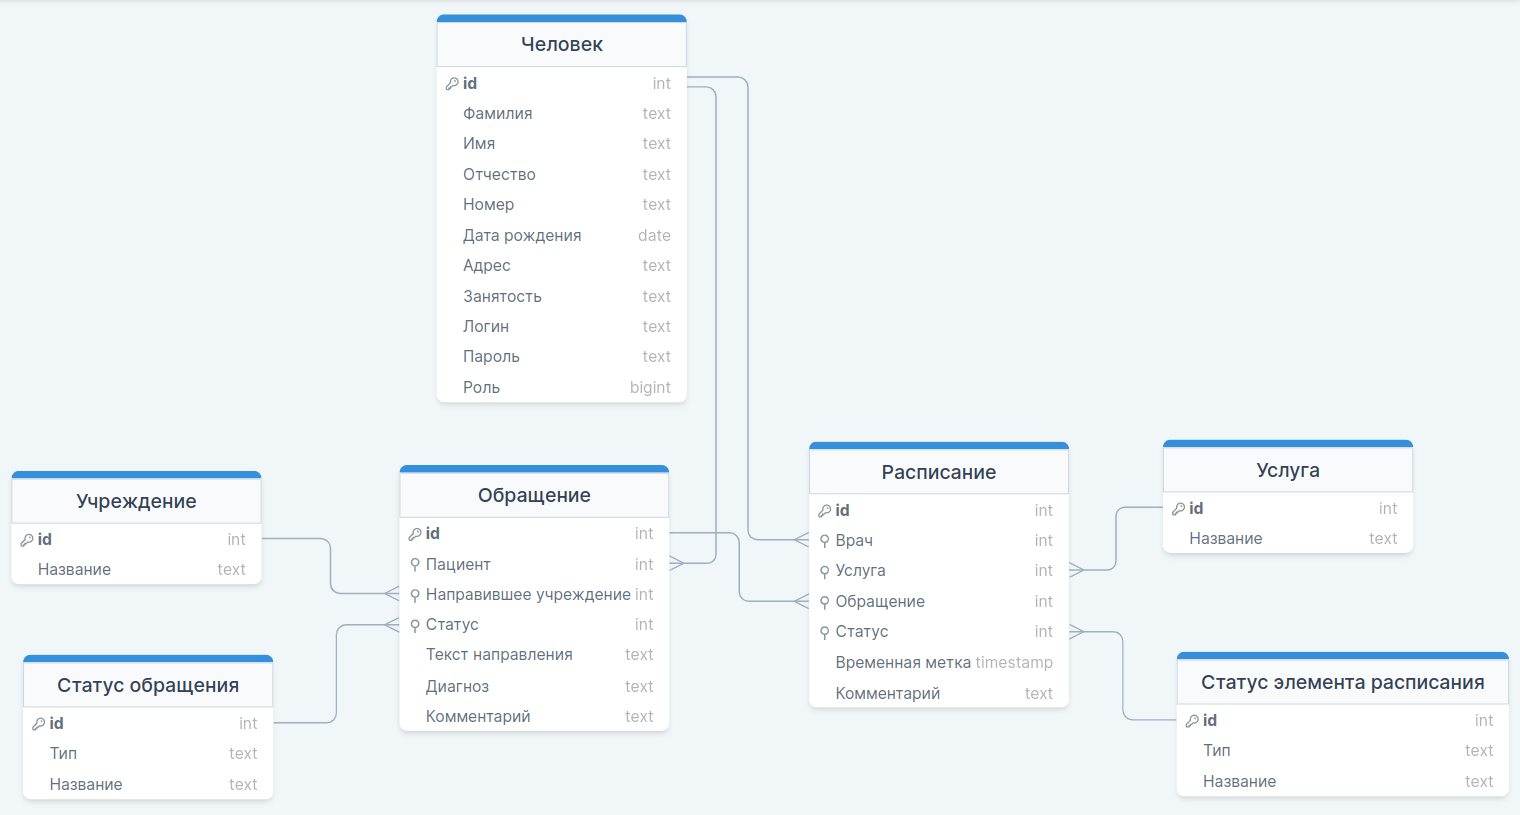 Человек
id int
Фамилия text
Имя text
Отчество text
Номер text
Дата рождения date
Адрес text
Занятость text
Логин text
Пароль text
Роль bigint
Учреждение
id int
Название text
Статус обращения
id int
Тип text
Название text
Обращение
id int
Пациент int
Направившее учреждение int
Статус int
Текст направления text
Диагноз text
Комментарий text
Расписание
id int
Врач int
Услуга int
Обращение int
Статус int
Временная метка timestamp
Комментарий text
Услуга
id int
Название text
Статус элемента расписания
id int
Тип text
Название text